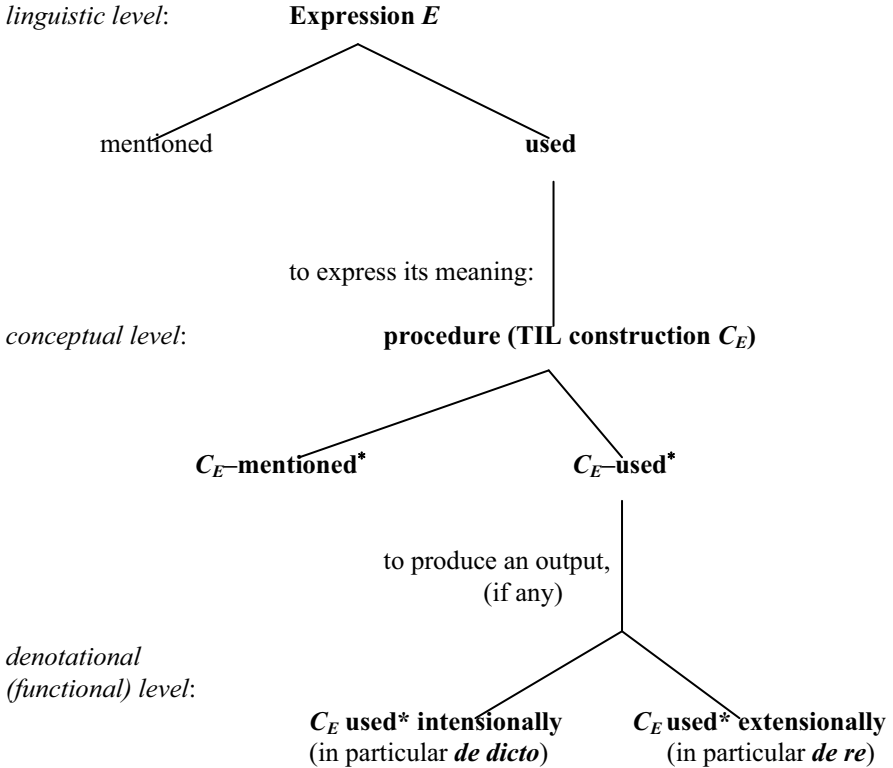 linguistic level: Expression E
mentioned used
to express its meaning:
conceptual level: procedure (TIL construction C_E)
C_E–mentioned* C_E–used*
to produce an output,
(if any)
denotational
(functional) level:
C_E used* intensionally C_E used* extensionally
(in particular de dicto) (in particular de re)